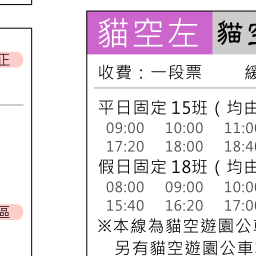 正
區
貓空左 貓空
收費：一段票 緩
平日固定 15班 ( 均由
09:00 10:00 11:0
17:20 18:00 18:4
假日固定 18班 ( 均由
08:00 09:00 10:0
15:40 16:20 17:0
※本線為貓空遊園公車
另有貓空遊園公車